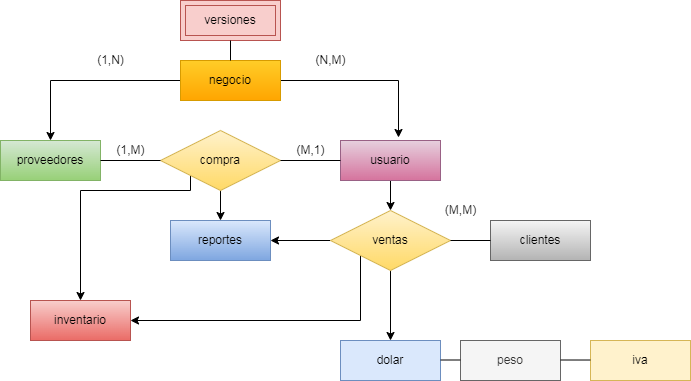 versiones
(1,N)
(N,M)
negocio
proveedores
(1,M)
compra
(M,1)
usuario
(M,M)
reportes
ventas
clientes
inventario
dolar
peso
iva